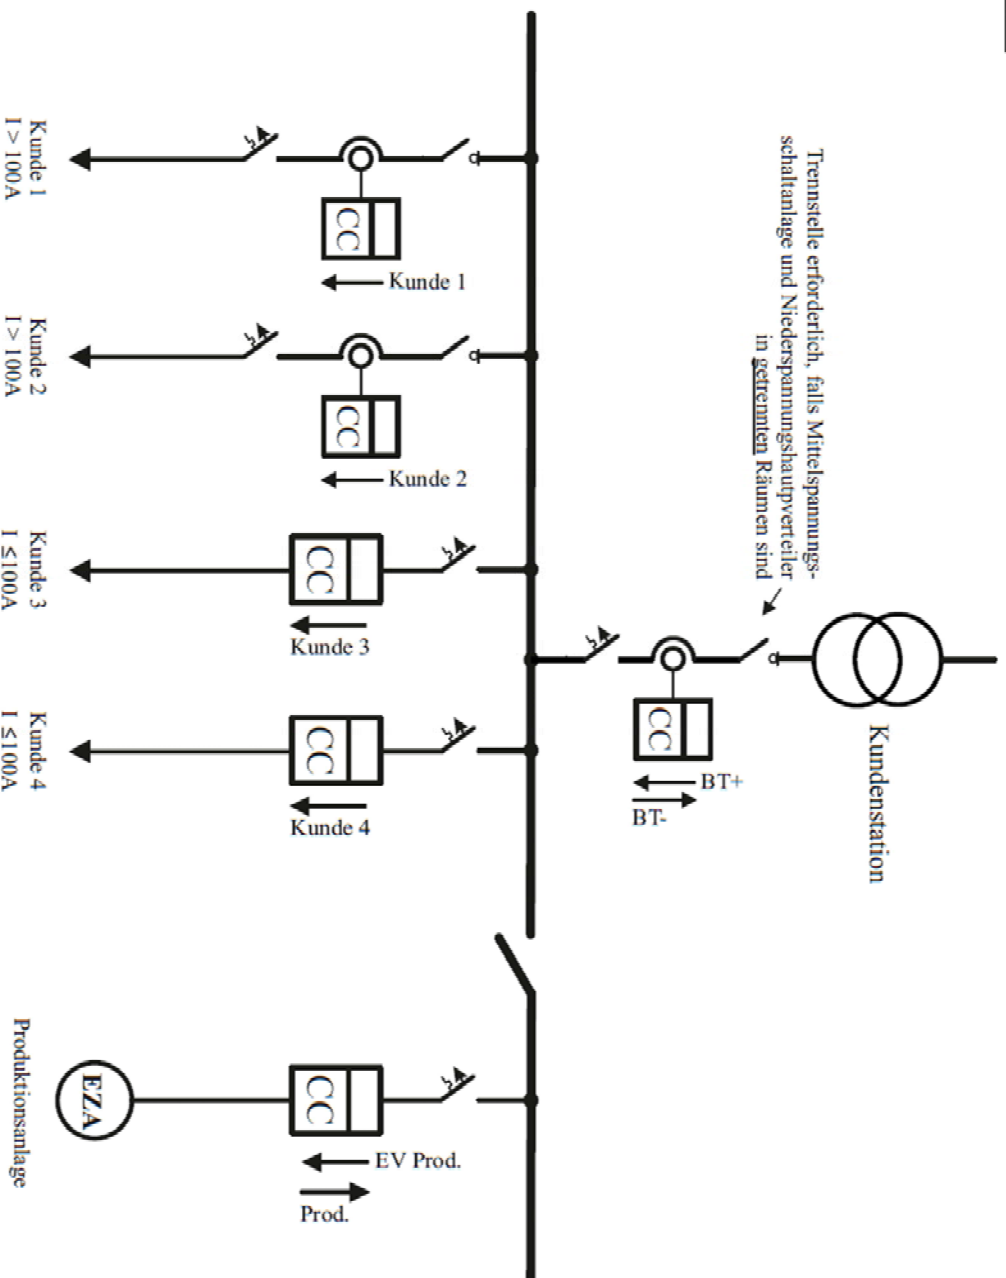 Trennstelle erforderlich, falls Mittelspannungs-
schaltanlage und Niederspannungshautpverteiler
in getrennten Räumen sind
Kundenstation
CC
BT+
BT-
CC
Kunde 1
CC
Kunde 2
CC
Kunde 3
CC
Kunde 4
CC
EV Prod.
Prod.
Kunde 1
I > 100A
Kunde 2
I > 100A
Kunde 3
I ≤100A
Kunde 4
I ≤100A
EZA
Produktionsanlage